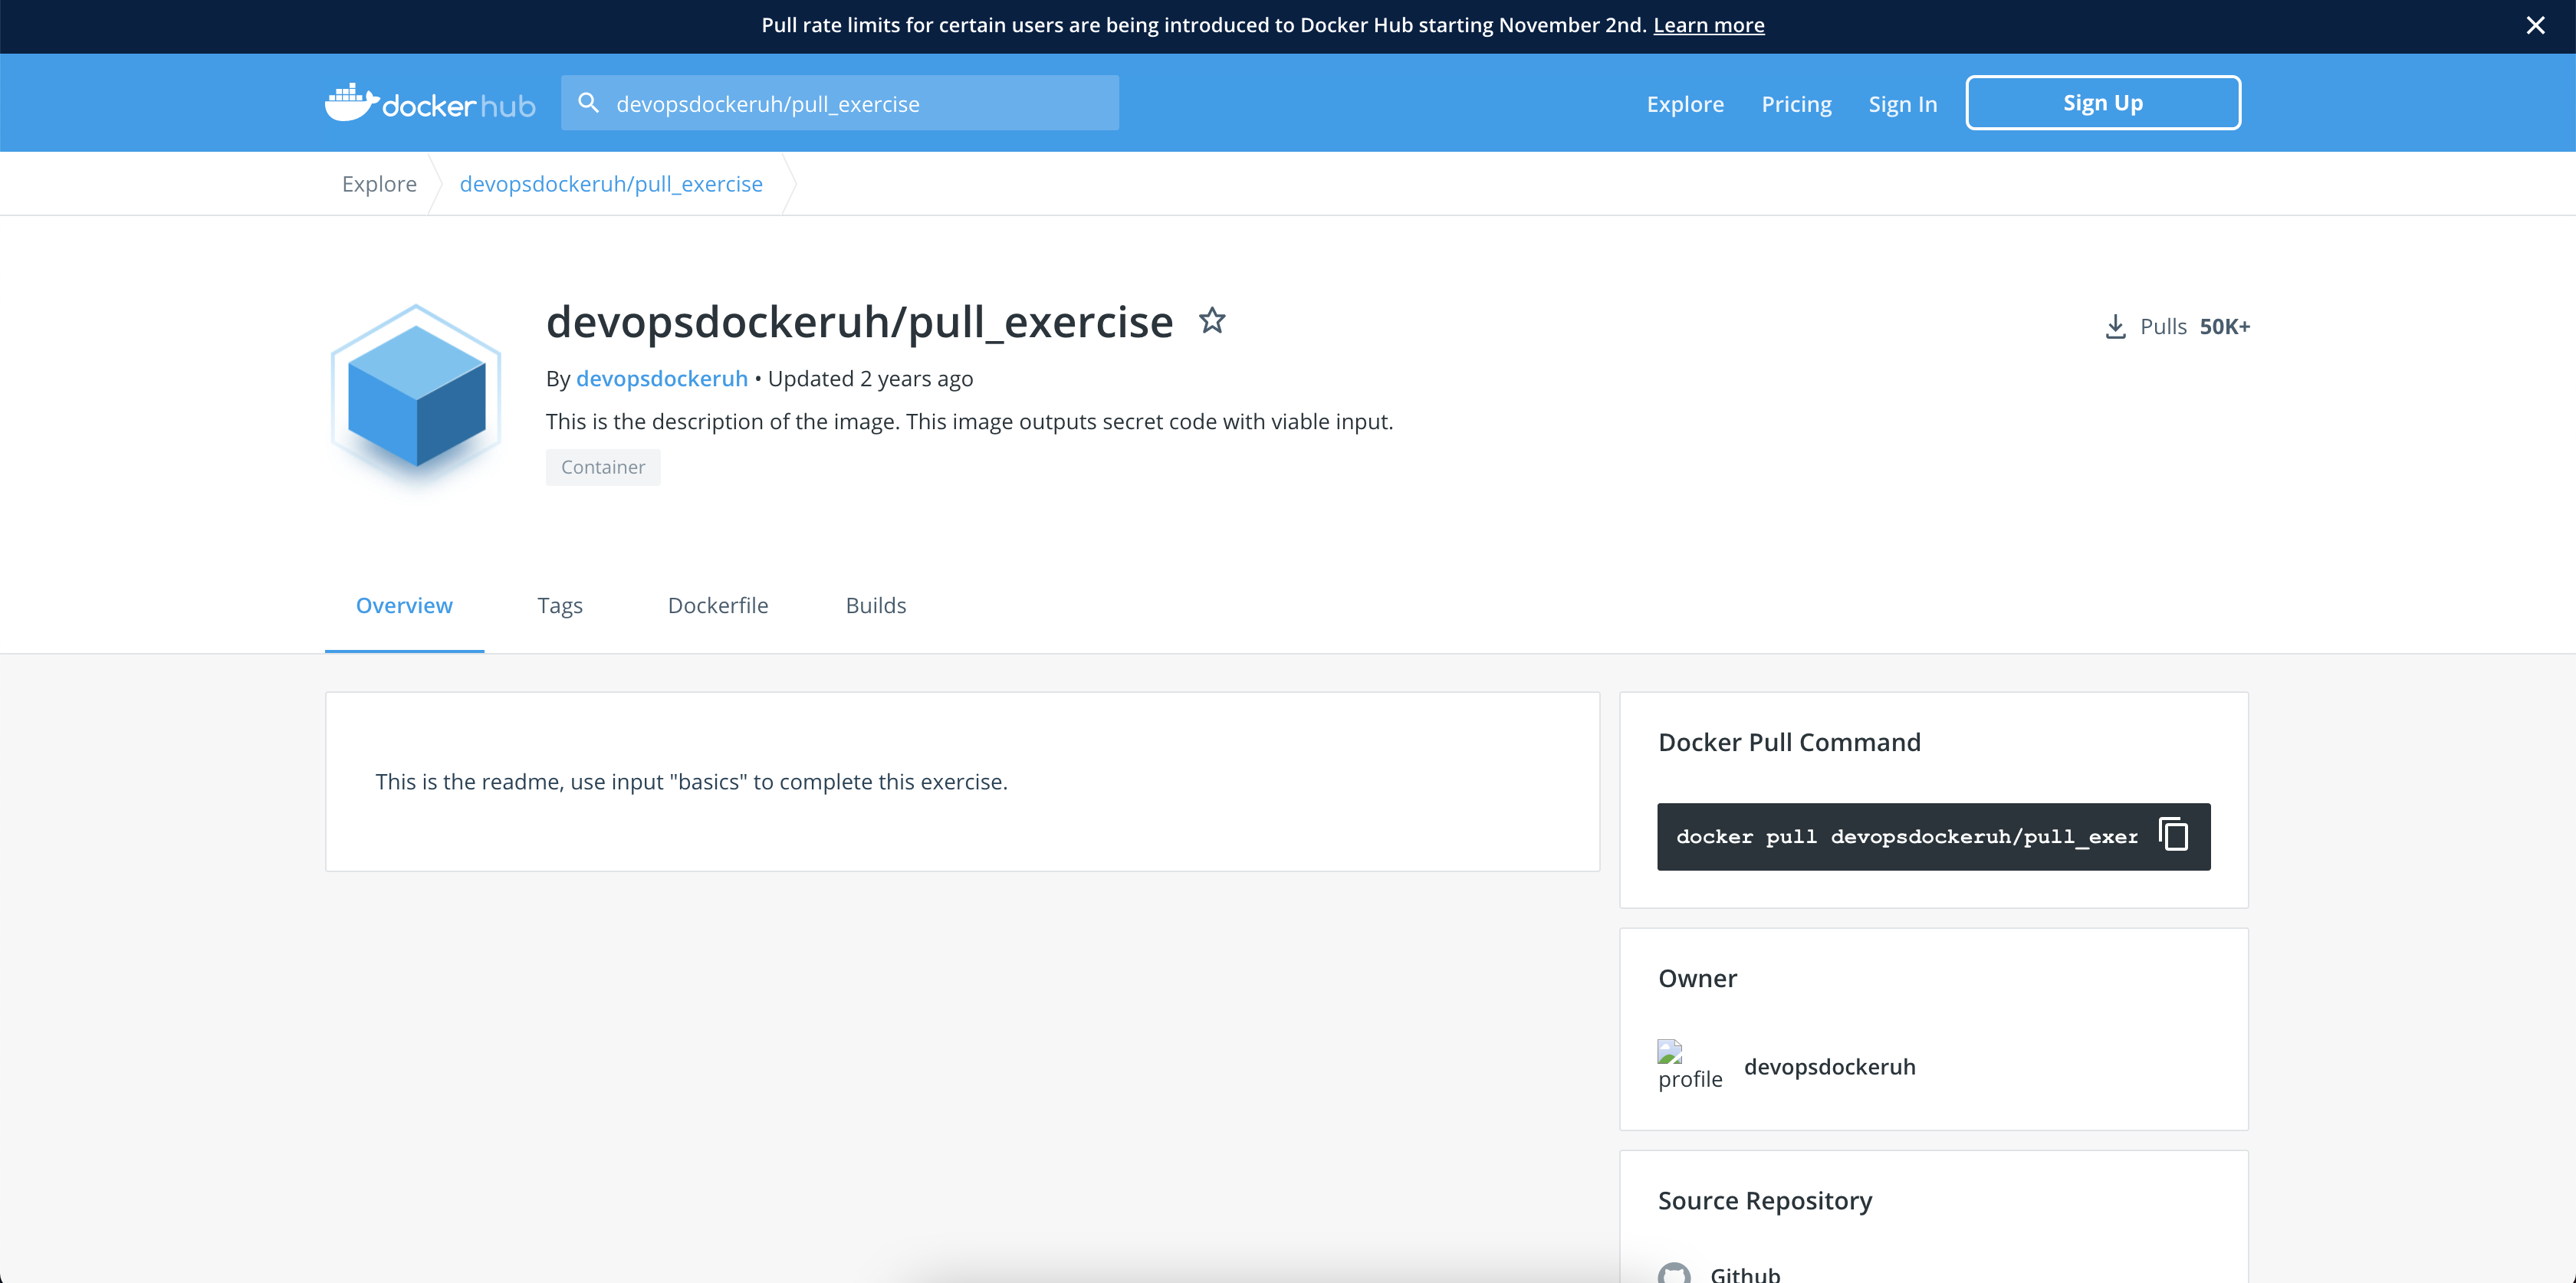 Pull rate limits for certain users are being introduced to Docker Hub starting November 2nd. Learn more
docker hub
devopsdockeruh/pull_exercise
Explore
Pricing
Sign In
Sign Up
Explore
devopsdockeruh/pull_exercise
devopsdockeruh/pull_exercise
Pulls 50K+
By devopsdockeruh • Updated 2 years ago
This is the description of the image. This image outputs secret code with viable input.
Container
Overview
Tags
Dockerfile
Builds
This is the readme, use input "basics" to complete this exercise.
Docker Pull Command
docker pull devopsdockeruh/pull_exer
Owner
profile
devopsdockeruh
Source Repository
Github